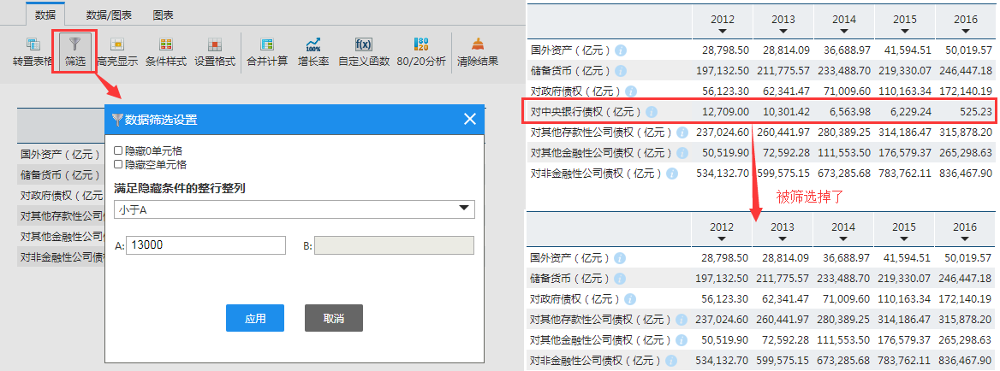 数据 数据/图表 图表
转置表格 筛选 高亮显示 条件样式 设置格式 合并计算 增长率 自定义函数 80/20分析 清除结果
数据筛选设置
隐藏0单元格
隐藏空单元格
满足隐藏条件的整行整列
小于A
A: 13000 B:
应用 取消
国外资产（亿元）
储备货币（亿元）
对政府债权（亿元
对其他存款性公
对其他金融性公
对非金融性公司
2012 2013 2014 2015 2016
国外资产（亿元） 28,798.50 28,814.09 36,688.97 41,594.51 50,019.57
储备货币（亿元） 197,132.50 211,775.57 233,488.70 219,330.07 246,447.18
对政府债权（亿元） 56,123.30 62,341.47 71,009.60 110,163.34 172,140.19
对中央银行债权（亿元） 12,709.00 10,301.42 6,563.98 6,229.24 525.23
对其他存款性公司债权（亿元） 237,024.60 260,441.97 280,389.25 314,186.47 315,878.20
对其他金融性公司债权（亿元） 50,519.90 72,592.28 111,553.50 176,579.37 265,298.63
对非金融性公司债权（亿元） 534,132.70 599,575.15 673,285.68 783,762.11 836,467.90
被筛选掉了
2012 2013 2014 2015 2016
国外资产（亿元） 28,798.50 28,814.09 36,688.97 41,594.51 50,019.57
储备货币（亿元） 197,132.50 211,775.57 233,488.70 219,330.07 246,447.18
对政府债权（亿元） 56,123.30 62,341.47 71,009.60 110,163.34 172,140.19
对其他存款性公司债权（亿元） 237,024.60 260,441.97 280,389.25 314,186.47 315,878.20
对其他金融性公司债权（亿元） 50,519.90 72,592.28 111,553.50 176,579.37 265,298.63
对非金融性公司债权（亿元） 534,132.70 599,575.15 673,285.68 783,762.11 836,467.90